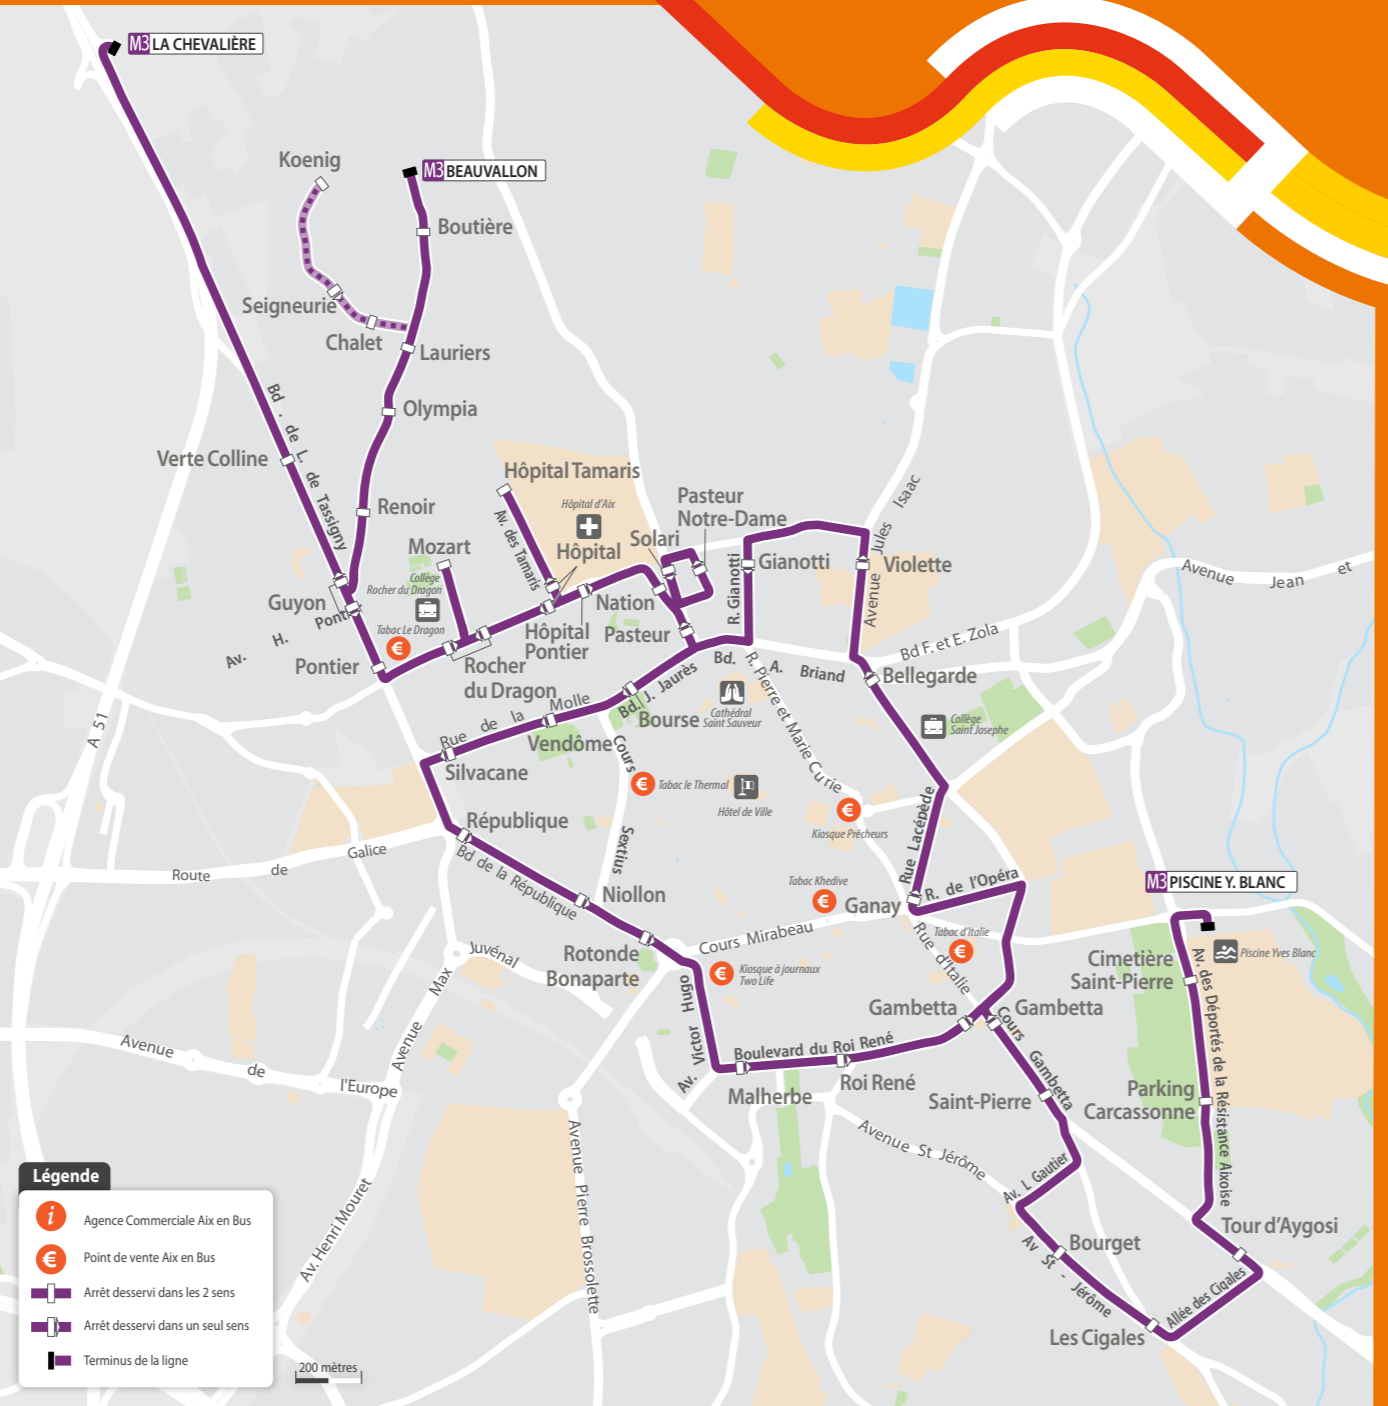 M3 LA CHEVALIÈRE
Koenig
M3 BEAUVALLON
Boutière
Seigneurie
Chalet
Lauriers
Olympia
Bd . de L. de Tassigny
Verte Colline
Renoir
Hôpital Tamaris
Hôpital d'Aix
Av. des Tamaris
Pasteur
Notre-Dame
Solari
Mozart
Hôpital
Collège
Rocher du Dragon
Gianotti
R. Gianotti
Violette
Avenue Jules Isaac
Avenue Jean et
Guyon
Av. H. Pontier
Tabac Le Dragon
Nation
Hôpital
Pontier
Pasteur
Pontier
Rocher
du Dragon
Bd. A. Briand
Bd F. et E. Zola
Bellegarde
Bd. J. Jaurès
R. Pierre et Marie Curie
Cathédral
Saint Sauveur
Bourse
Collège
Saint Josephe
Rue de la Molle
Vendôme
A 51
Silvacane
Cours Sextius
Tabac le Thermal
Hôtel de Ville
Kiosque Prêcheurs
République
Rue Lacépède
Route de Galice
Bd de la République
Niollon
Tabac Khedive
Ganay
R. de l'Opéra
M3 PISCINE Y. BLANC
Cours Mirabeau
Rue d'Italie
Tabac d'Italie
Rotonde
Bonaparte
Kiosque à journaux
Two Life
Juvénal
Cimetière
Saint-Pierre
Piscine Yves Blanc
Av. des Déportés de la Résistance Aixoise
Avenue Max
Av. Victor Hugo
Gambetta
Gambetta
Cours Gambetta
Avenue de l'Europe
Boulevard du Roi René
Malherbe
Roi René
Saint-Pierre
Parking
Carcassonne
Avenue St Jérôme
Avenue Pierre Brossolette
Av. L Gautier
Av. Henri Mouret
Tour d'Aygosi
Bourget
Av St - Jérôme
Allée des Cigales
Les Cigales
Légende
i Agence Commerciale Aix en Bus
€ Point de vente Aix en Bus
Arrêt desservi dans les 2 sens
Arrêt desservi dans un seul sens
Terminus de la ligne
200 mètres